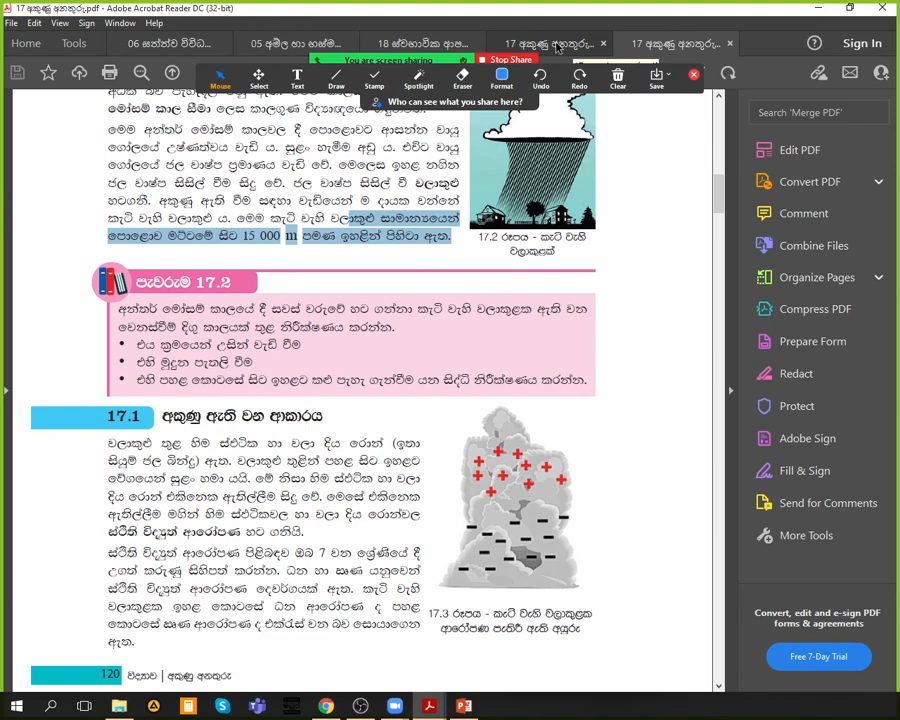 17 අකුණු අනතුරු.pdf - Adobe Acrobat Reader DC (32-bit)
File Edit View Sign Window Help
Home Tools 06 සත්ත්ව විවිධ... 05 අම්ල හා භස්ම... 18 ස්වභාවික ආප... 17 අකුණු අනතුරු... 17 අකුණු අනතුරු... Sign In
You are screen sharing Stop Share
Mouse Select Text Draw Stamp Spotlight Eraser Format Undo Redo Clear Save
Who can see what you share here?
මෝසම් කාල සීමා ලෙස කාලගුණ
මෙම අන්තර් මෝසම් කාලවල දී පොළොවට ආසන්න වායු
ගෝලයේ උෂ්ණත්වය වැඩි ය. සුළං හැමීම අඩු ය. එවිට වායු
ගෝලයේ ජල වාෂ්ප ප්‍රමාණය වැඩි වේ. මෙලෙස ඉහළ නගින
ජල වාෂ්ප සිසිල් වීම සිදු වේ. ජල වාෂ්ප සිසිල් වී වලාකුළු
හටගනී. අකුණු ඇති වීම සඳහා වැඩියෙන් ම දායක වන්නේ
කැටි වැහි වලාකුළු ය. මෙම කැටි වැහි වලාකුළු සාමාන්‍යයෙන්
පොළොව මට්ටමේ සිට 15 000 m පමණ ඉහළින් පිහිටා ඇත.
17.2 රූපය - කැටි වැහි
වලාකුළක්
පැවරුම 17.2
අන්තර් මෝසම් කාලයේ දී සවස් වරුවේ හට ගන්නා කැටි වැහි වලාකුළක ඇති වන
වෙනස්වීම් දිගු කාලයක් තුළ නිරීක්ෂණය කරන්න.
• එය ක්‍රමයෙන් උසින් වැඩි වීම
• එහි මුදුන පැතලි වීම
• එහි පහළ කොටසේ සිට ඉහළට කළු පැහැ ගැන්වීම යන සිද්ධි නිරීක්ෂණය කරන්න.
17.1 අකුණු ඇති වන ආකාරය
වලාකුළු තුළ හිම ස්ඵටික හා වලා දිය රොන් (ඉතා
සියුම් ජල බින්දු) ඇත. වලාකුළු තුළින් පහළ සිට ඉහළට
වේගයෙන් සුළං හමා යයි. මේ නිසා හිම ස්ඵටික හා වලා
දිය රොන් එකිනෙක ඇතිල්ලීම සිදු වේ. මෙසේ එකිනෙක
ඇතිල්ලීම මගින් හිම ස්ඵටිකවල හා වලා දිය රොන්වල
ස්ථිති විද්‍යුත් ආරෝපණ හට ගනියි.
ස්ථිති විද්‍යුත් ආරෝපණ පිළිබඳව ඔබ 7 වන ශ්‍රේණියේ දී
උගත් කරුණු සිහිපත් කරන්න. ධන හා ඍණ යනුවෙන්
ස්ථිති විද්‍යුත් ආරෝපණ දෙවර්ගයක් ඇත. කැටි වැහි
වලාකුළක ඉහළ කොටසේ ධන ආරෝපණ ද පහළ
කොටසේ ඍණ ආරෝපණ ද එක්රැස් වන බව සොයාගෙන
ඇත.
17.3 රූපය - කැටි වැහි වලාකුළක
ආරෝපණ පැතිරී ඇති අයුරු
120 විද්‍යාව | අකුණු අනතුරු
Search 'Merge PDF'
Edit PDF
Convert PDF
Comment
Combine Files
Organize Pages
Compress PDF
Prepare Form
Redact
Protect
Adobe Sign
Fill & Sign
Send for Comments
More Tools
Convert, edit and e-sign PDF
forms & agreements
Free 7-Day Trial